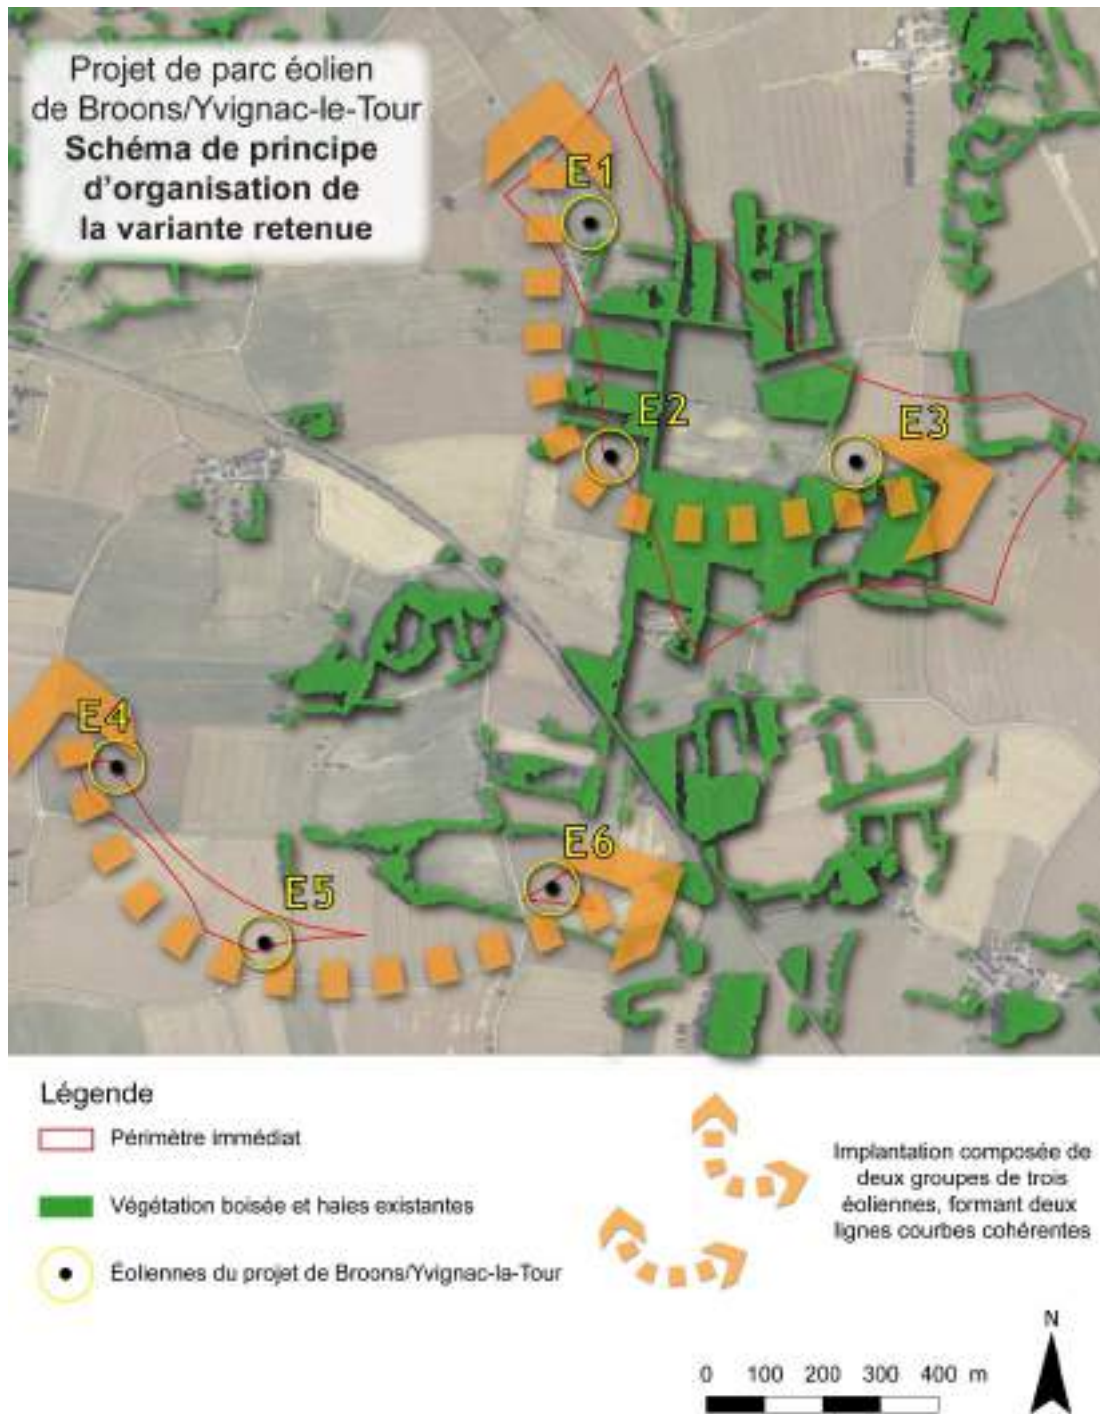 Projet de parc éolien
de Broons/Yvignac-le-Tour
Schéma de principe
d'organisation de
la variante retenue
E1
E2
E3
E4
E5
E6
Légende
Périmètre immédiat
Végétation boisée et haies existantes
Éoliennes du projet de Broons/Yvignac-la-Tour
Implantation composée de
deux groupes de trois
éoliennes, formant deux
lignes courbes cohérentes
N
0 100 200 300 400 m